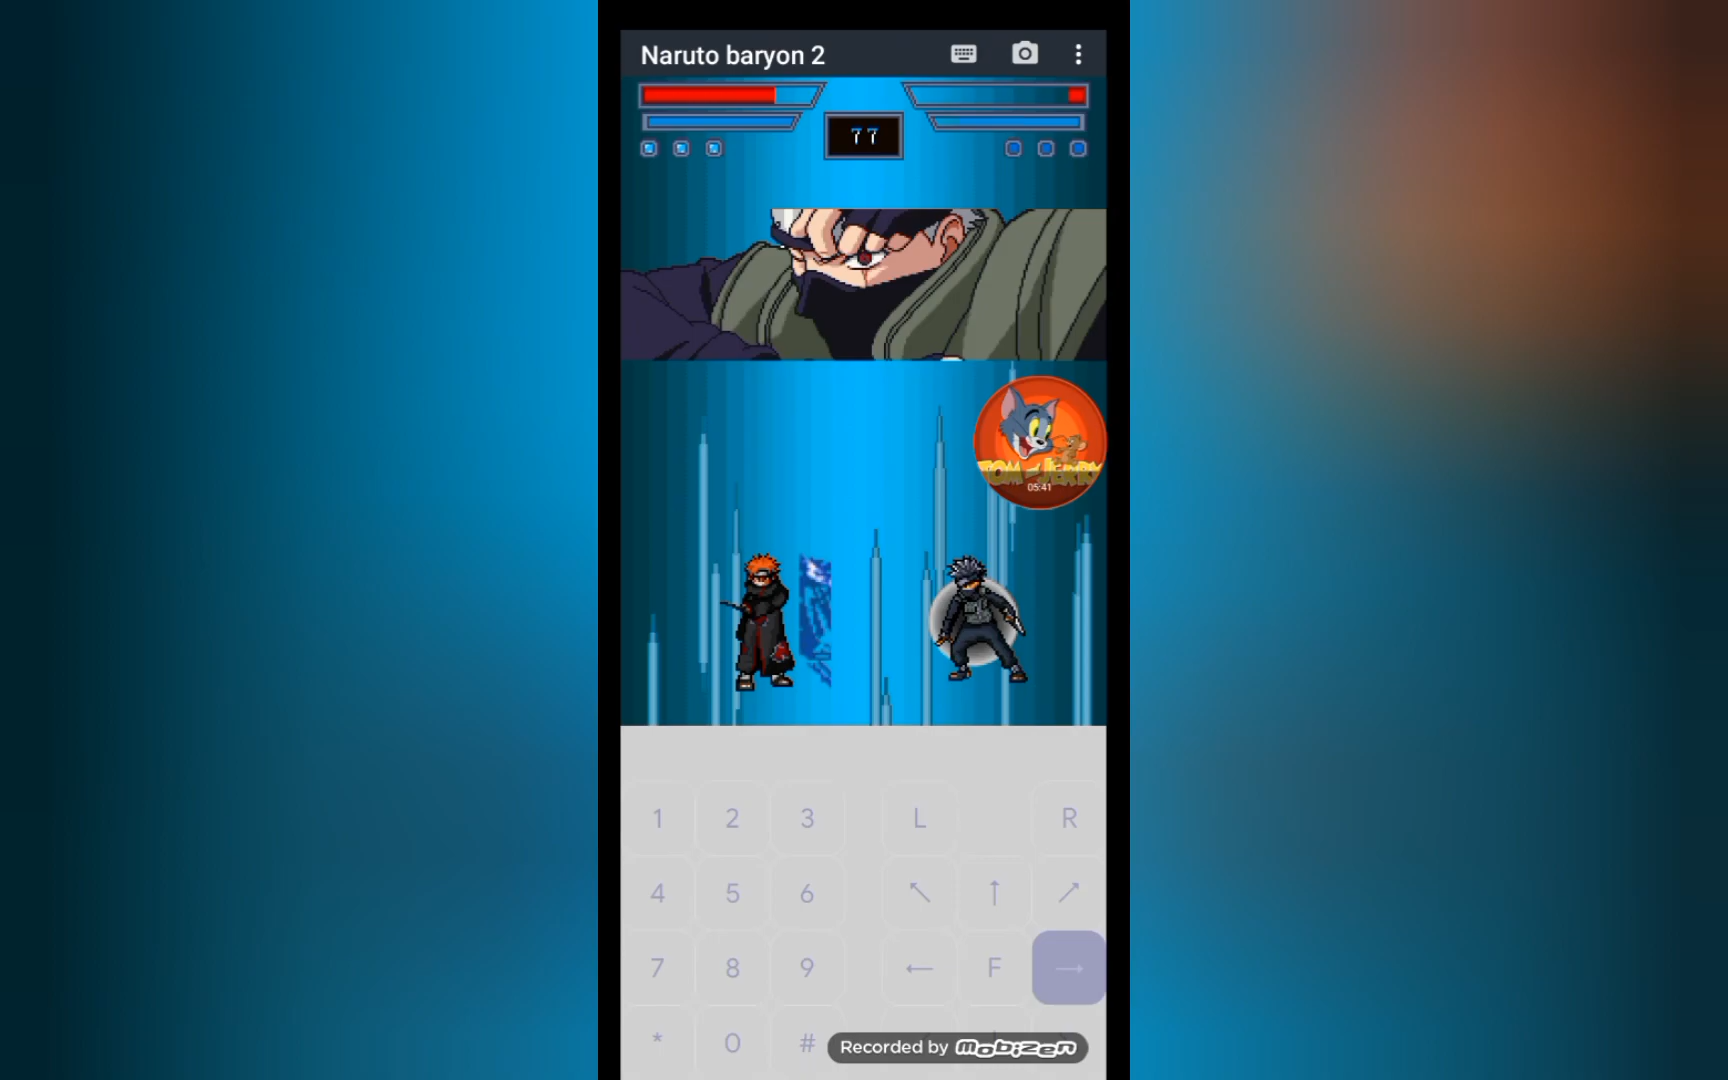 Naruto baryon 2
77
TOM and JERRY
05:41
1 2 3 L R
4 5 6 ↖ ↑ ↗
7 8 9 ← F →
* 0 #
Recorded by mobizen